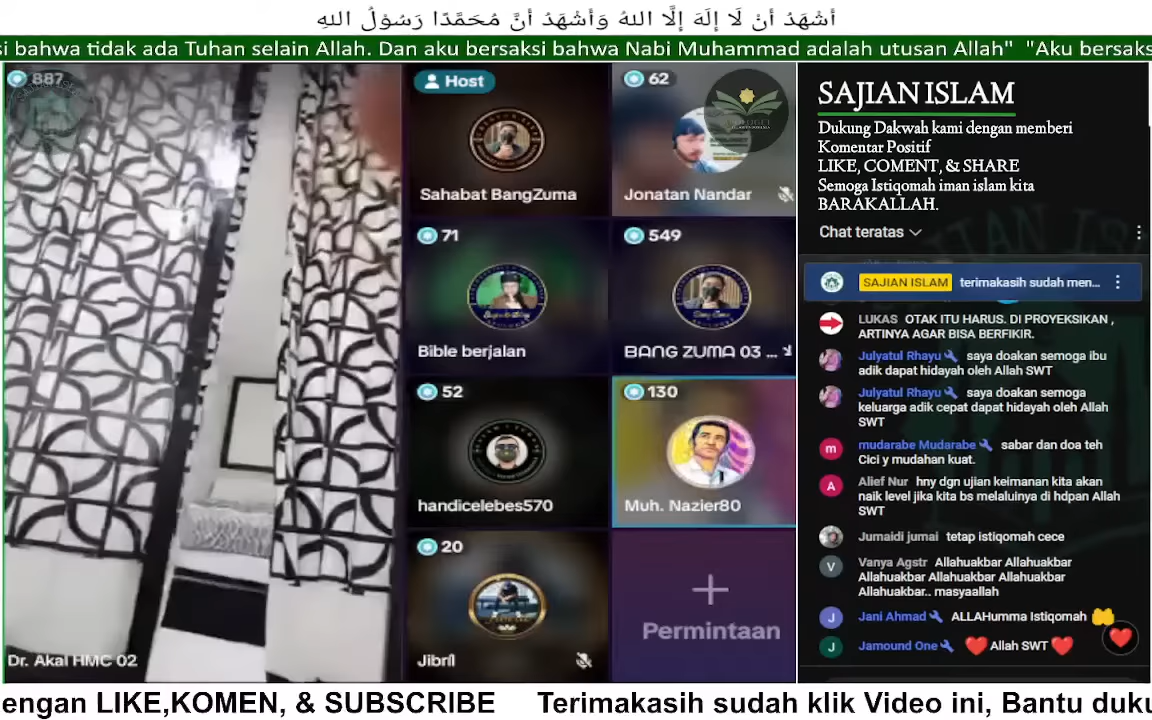 أشْهَدُ أنْ لَا إلَهَ إلَّا اللهُ وَأشْهَدُ أنَّ مُحَمَّدًا رَسُوْلُ اللهِ
si bahwa tidak ada Tuhan selain Allah. Dan aku bersaksi bahwa Nabi Muhammad adalah utusan Allah" "Aku bersaks
887
Dr. Akal HMC 02
Host
Sahabat BangZuma
62
Jonatan Nandar
71
Bible berjalan
549
BANG ZUMA 03 ...
52
handicelebes570
130
Muh. Nazier80
20
Jibril
Permintaan
SAJIAN ISLAM
Dukung Dakwah kami dengan memberi
Komentar Positif
LIKE, COMENT, & SHARE
Semoga Istiqomah iman islam kita
BARAKALLAH.
Chat teratas
SAJIAN ISLAM terimakasih sudah men...
LUKAS OTAK ITU HARUS. DI PROYEKSIKAN ,
ARTINYA AGAR BISA BERFIKIR.
Julyatul Rhayu saya doakan semoga ibu
adik dapat hidayah oleh Allah SWT
Julyatul Rhayu saya doakan semoga
keluarga adik cepat dapat hidayah oleh Allah
SWT
m mudarabe Mudarabe sabar dan doa teh
Cici y mudahan kuat.
A Alief Nur hny dgn ujian keimanan kita akan
naik level jika kita bs melaluinya di hdpan Allah
SWT
Jumaidi jumai tetap istiqomah cece
V Vanya Agstr Allahuakbar Allahuakbar
Allahuakbar Allahuakbar Allahuakbar
Allahuakbar.. masyaallah
J Jani Ahmad ALLAHumma Istiqomah
J Jamound One Allah SWT
engan LIKE,KOMEN, & SUBSCRIBE Terimakasih sudah klik Video ini, Bantu duku